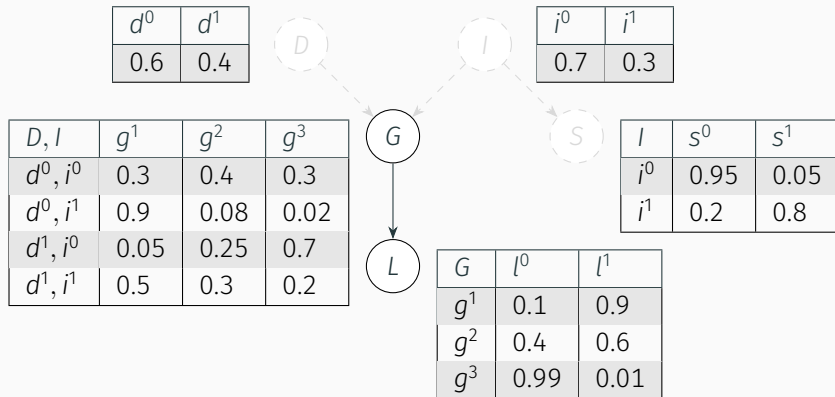 d⁰ d¹
0.6 0.4
D
I
i⁰ i¹
0.7 0.3
D, I g¹ g² g³
d⁰, i⁰ 0.3 0.4 0.3
d⁰, i¹ 0.9 0.08 0.02
d¹, i⁰ 0.05 0.25 0.7
d¹, i¹ 0.5 0.3 0.2
G
S
I s⁰ s¹
i⁰ 0.95 0.05
i¹ 0.2 0.8
L
G l⁰ l¹
g¹ 0.1 0.9
g² 0.4 0.6
g³ 0.99 0.01